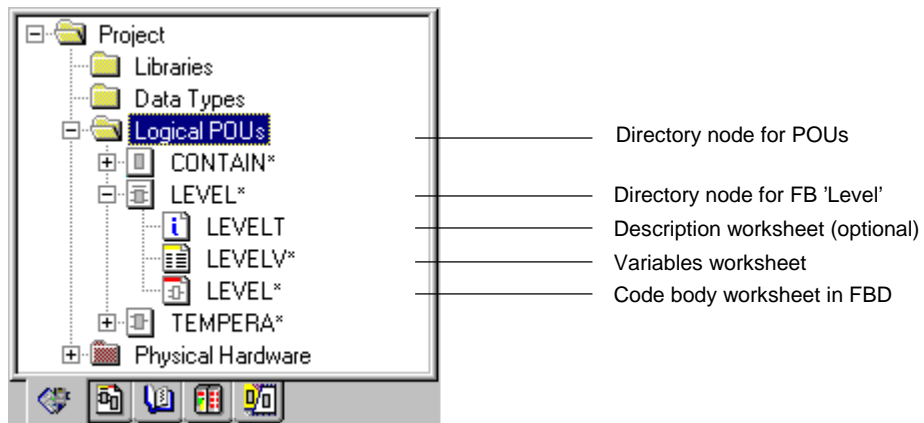 Project
Libraries
Data Types
Logical POUs
Directory node for POUs
CONTAIN*
LEVEL*
Directory node for FB ’Level’
LEVELT
Description worksheet (optional)
LEVELV*
Variables worksheet
LEVEL*
Code body worksheet in FBD
TEMPERA*
Physical Hardware